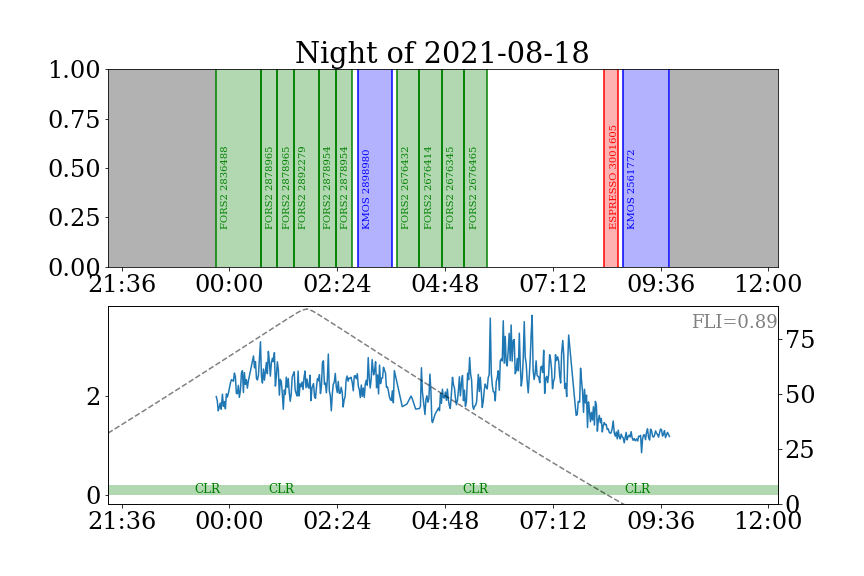 Night of 2021-08-18
1.00
0.75
0.50
0.25
0.00
FORS2 2836488
FORS2 2878965
FORS2 2878965
FORS2 2892279
FORS2 2878954
FORS2 2878954
KMOS 2898980
FORS2 2676432
FORS2 2676414
FORS2 2676345
FORS2 2676465
ESPRESSO 3001605
KMOS 2561772
21:36 00:00 02:24 04:48 07:12 09:36 12:00
FLI=0.89
2
0
75
50
25
0
CLR CLR CLR CLR
21:36 00:00 02:24 04:48 07:12 09:36 12:00